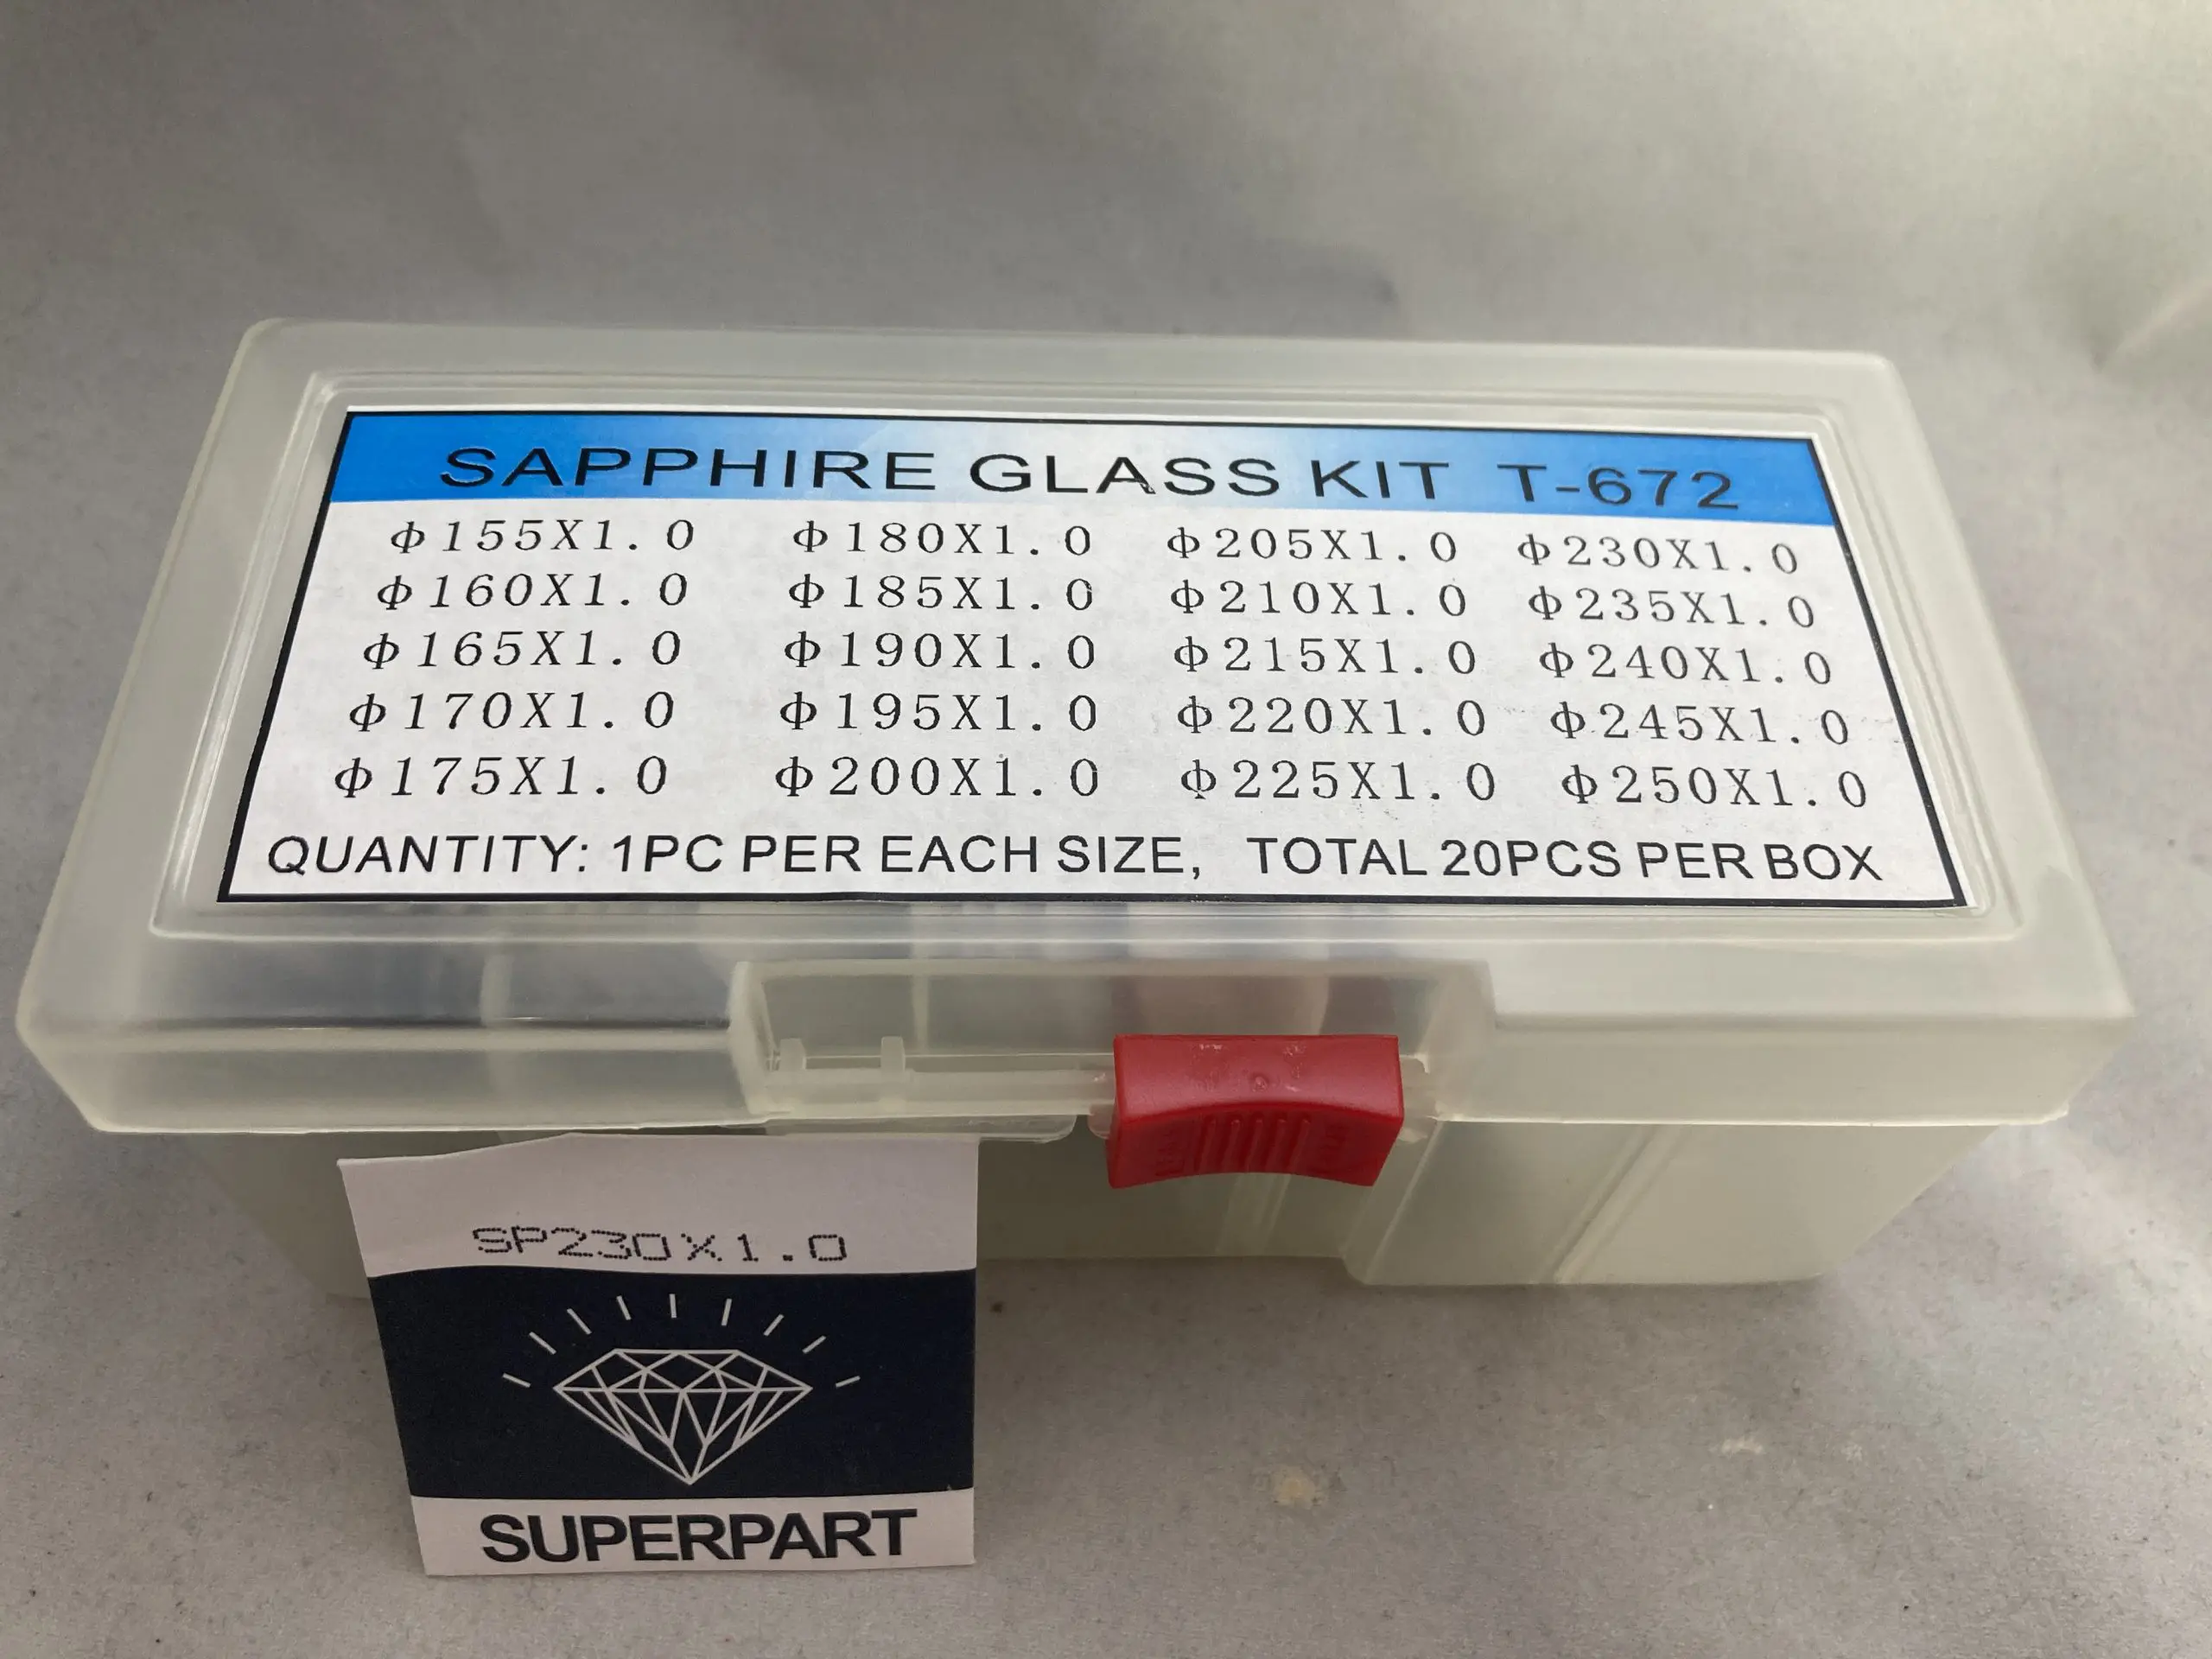 SAPPHIRE GLASS KIT T-672
Φ155X1.0 Φ180X1.0 Φ205X1.0 Φ230X1.0
Φ160X1.0 Φ185X1.0 Φ210X1.0 Φ235X1.0
Φ165X1.0 Φ190X1.0 Φ215X1.0 Φ240X1.0
Φ170X1.0 Φ195X1.0 Φ220X1.0 Φ245X1.0
Φ175X1.0 Φ200X1.0 Φ225X1.0 Φ250X1.0
QUANTITY: 1PC PER EACH SIZE, TOTAL 20PCS PER BOX
SP230X1.0
SUPERPART